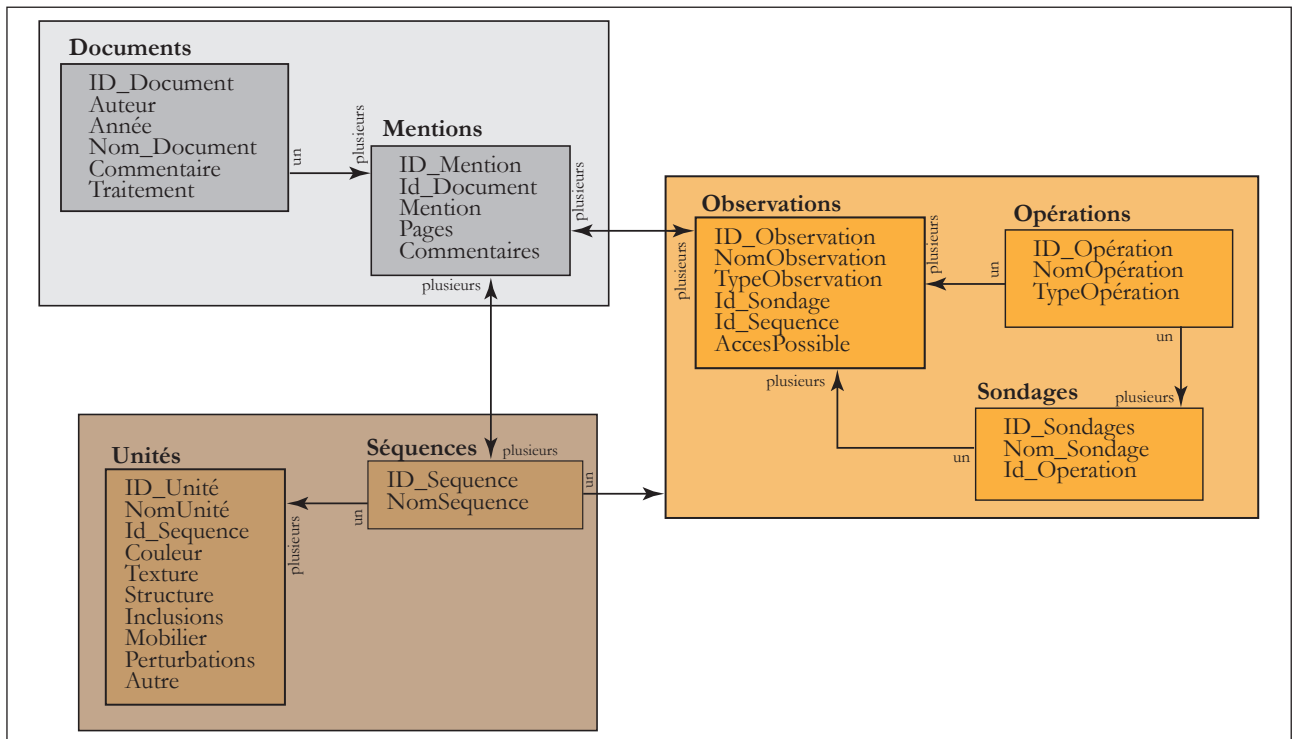 Documents
ID_Document
Auteur
Année
Nom_Document
Commentaire
Traitement
un
plusieurs
Mentions
ID_Mention
Id_Document
Mention
Pages
Commentaires
plusieurs
plusieurs
plusieurs
Observations
ID_Observation
NomObservation
TypeObservation
Id_Sondage
Id_Sequence
AccesPossible
plusieurs
plusieurs
un
Opérations
ID_Opération
NomOpération
TypeOpération
un
plusieurs
Sondages
ID_Sondages
Nom_Sondage
Id_Operation
un
Unités
ID_Unité
NomUnité
Id_Sequence
Couleur
Texture
Structure
Inclusions
Mobilier
Perturbations
Autre
plusieurs
un
Séquences
plusieurs
ID_Sequence
NomSequence
un